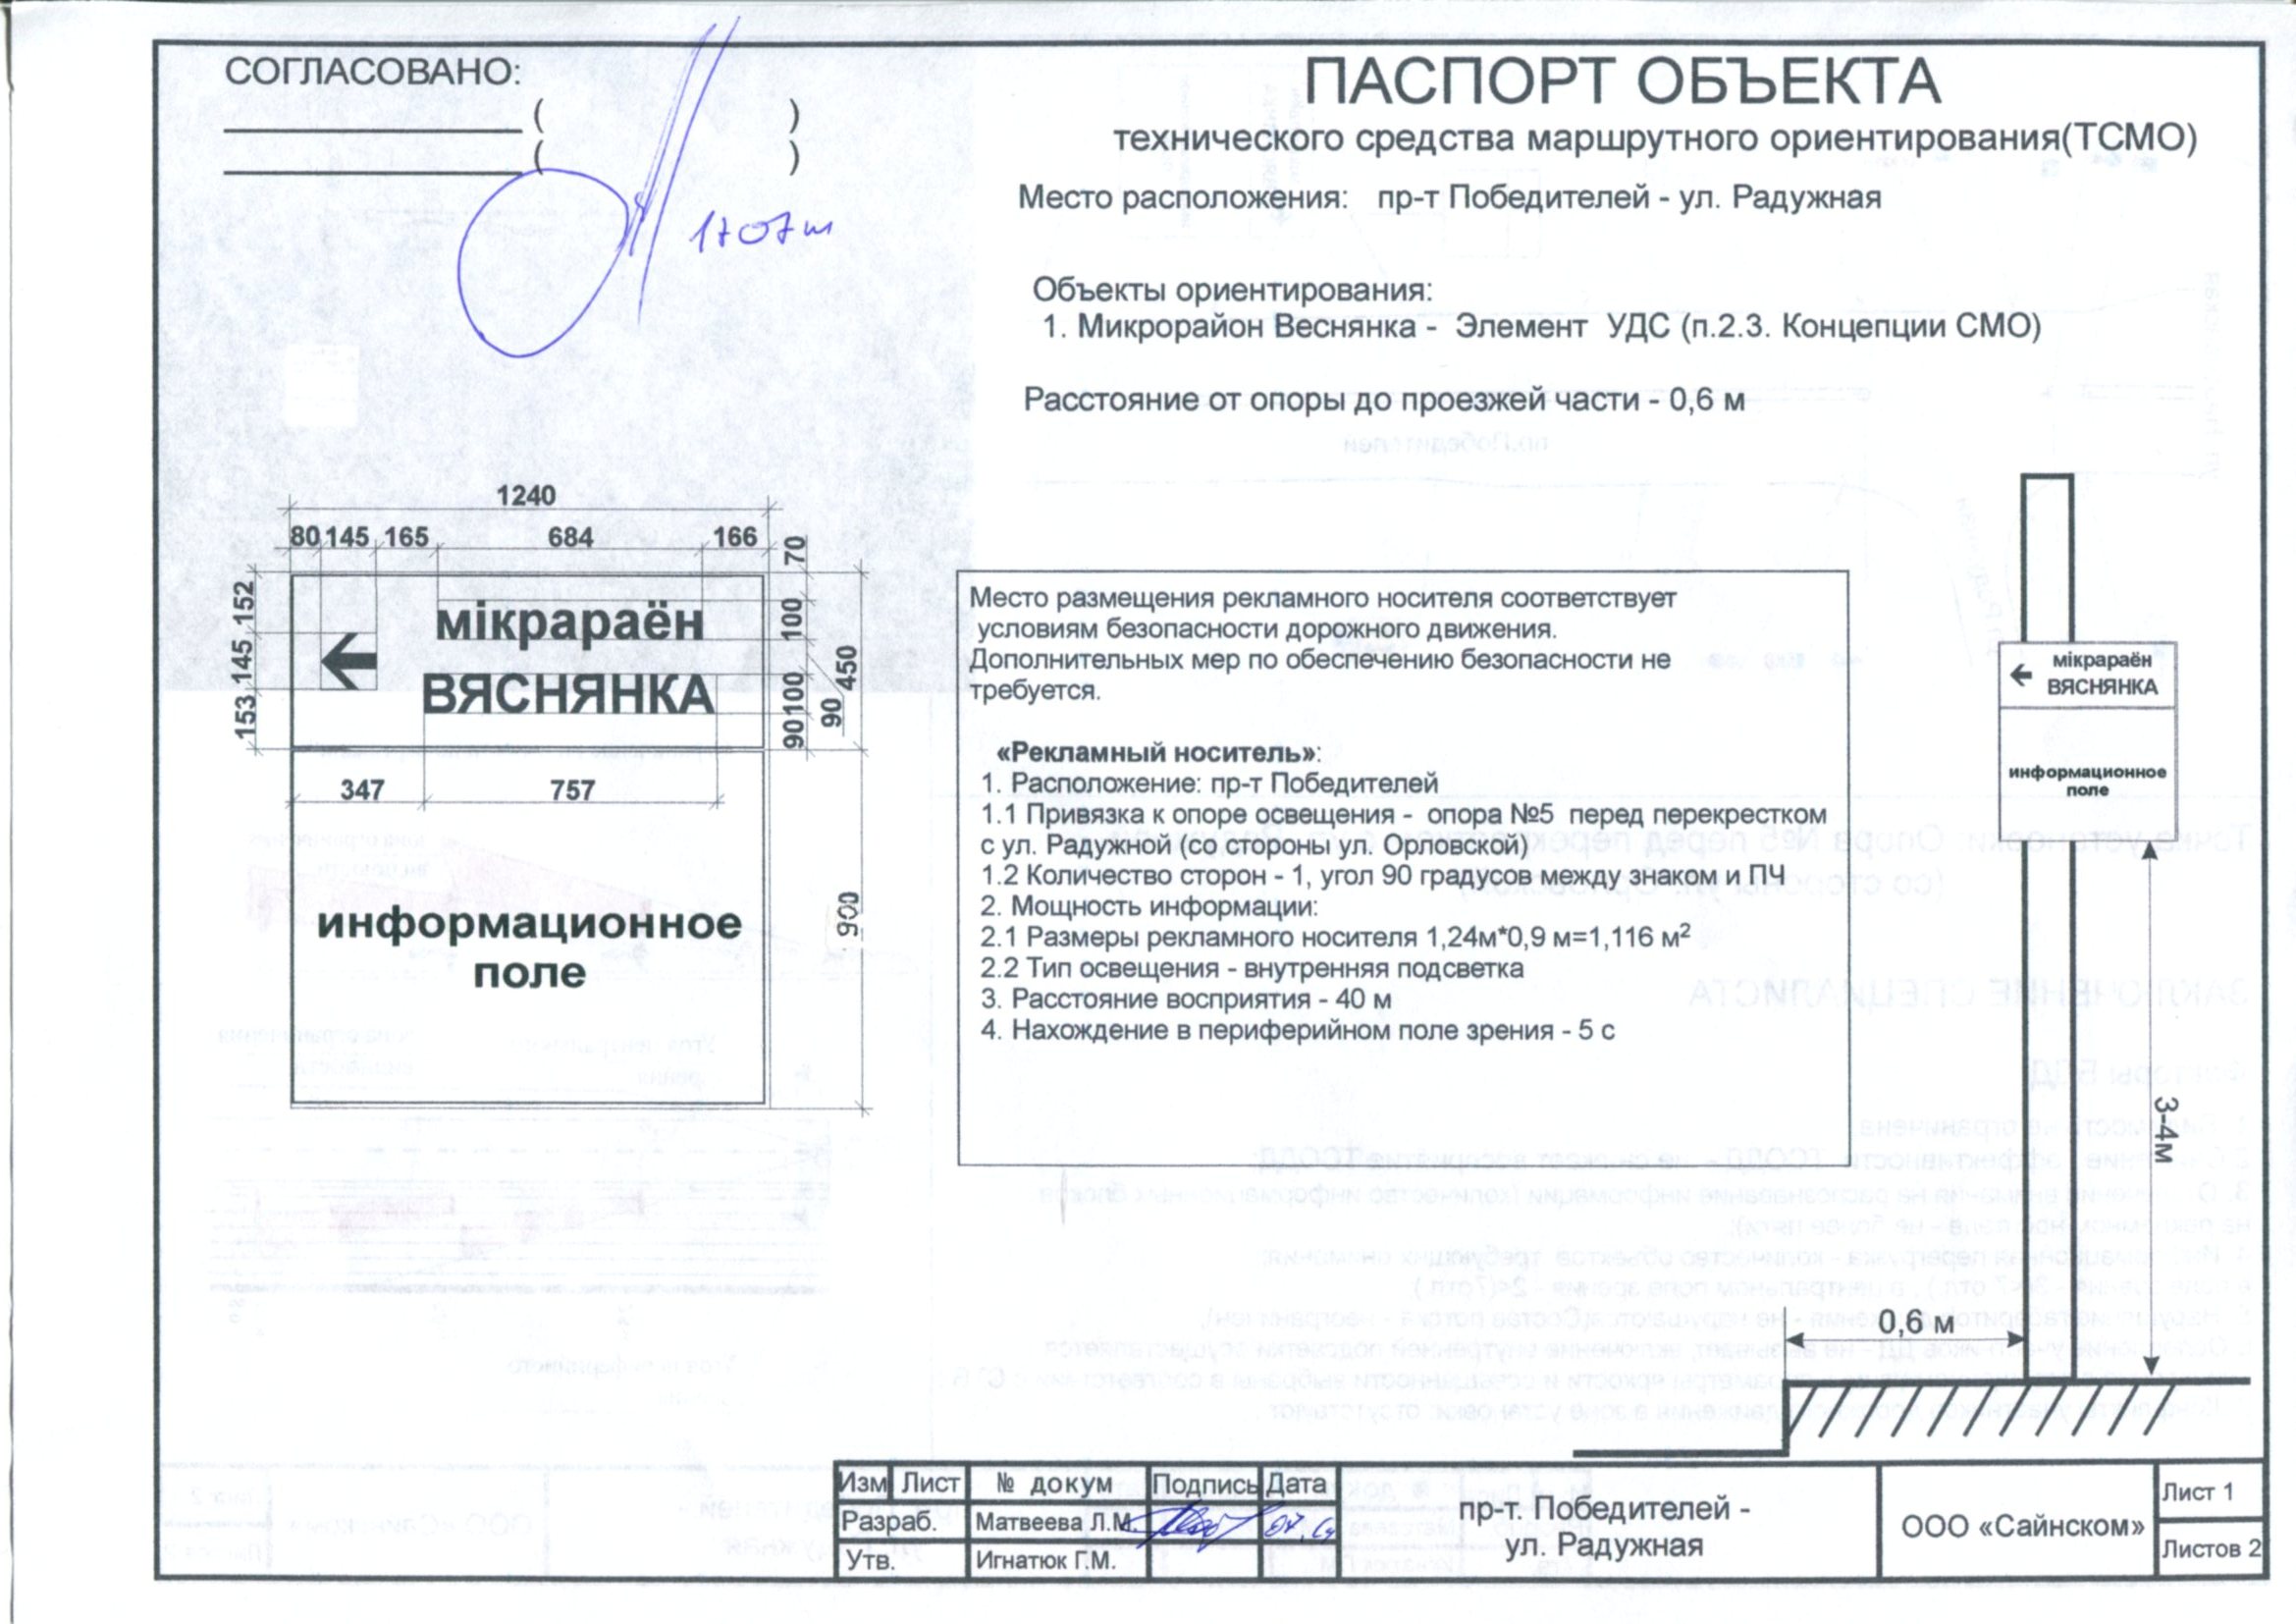 СОГЛАСОВАНО:
( )
( )
ПАСПОРТ ОБЪЕКТА
технического средства маршрутного ориентирования(ТСМО)
Место расположения: пр-т Победителей - ул. Радужная
Объекты ориентирования:
1. Микрорайон Веснянка - Элемент УДС (п.2.3. Концепции СМО)
Расстояние от опоры до проезжей части - 0,6 м
1240
80 145 165 684 166
70
152
145
153
100
100
90
90
450
мікрараён
ВЯСНЯНКА
347 757
900
информационное
поле
Место размещения рекламного носителя соответствует
условиям безопасности дорожного движения.
Дополнительных мер по обеспечению безопасности не
требуется.
«Рекламный носитель»:
1. Расположение: пр-т Победителей
1.1 Привязка к опоре освещения - опора №5 перед перекрестком
с ул. Радужной (со стороны ул. Орловской)
1.2 Количество сторон - 1, угол 90 градусов между знаком и ПЧ
2. Мощность информации:
2.1 Размеры рекламного носителя 1,24м*0,9 м=1,116 м²
2.2 Тип освещения - внутренняя подсветка
3. Расстояние восприятия - 40 м
4. Нахождение в периферийном поле зрения - 5 с
мікрараён
ВЯСНЯНКА
информационное
поле
3-4м
0,6 м
Изм Лист № докум Подпись Дата
Разраб. Матвеева Л.М.
Утв. Игнатюк Г.М.
пр-т. Победителей -
ул. Радужная
ООО «Сайнском»
Лист 1
Листов 2